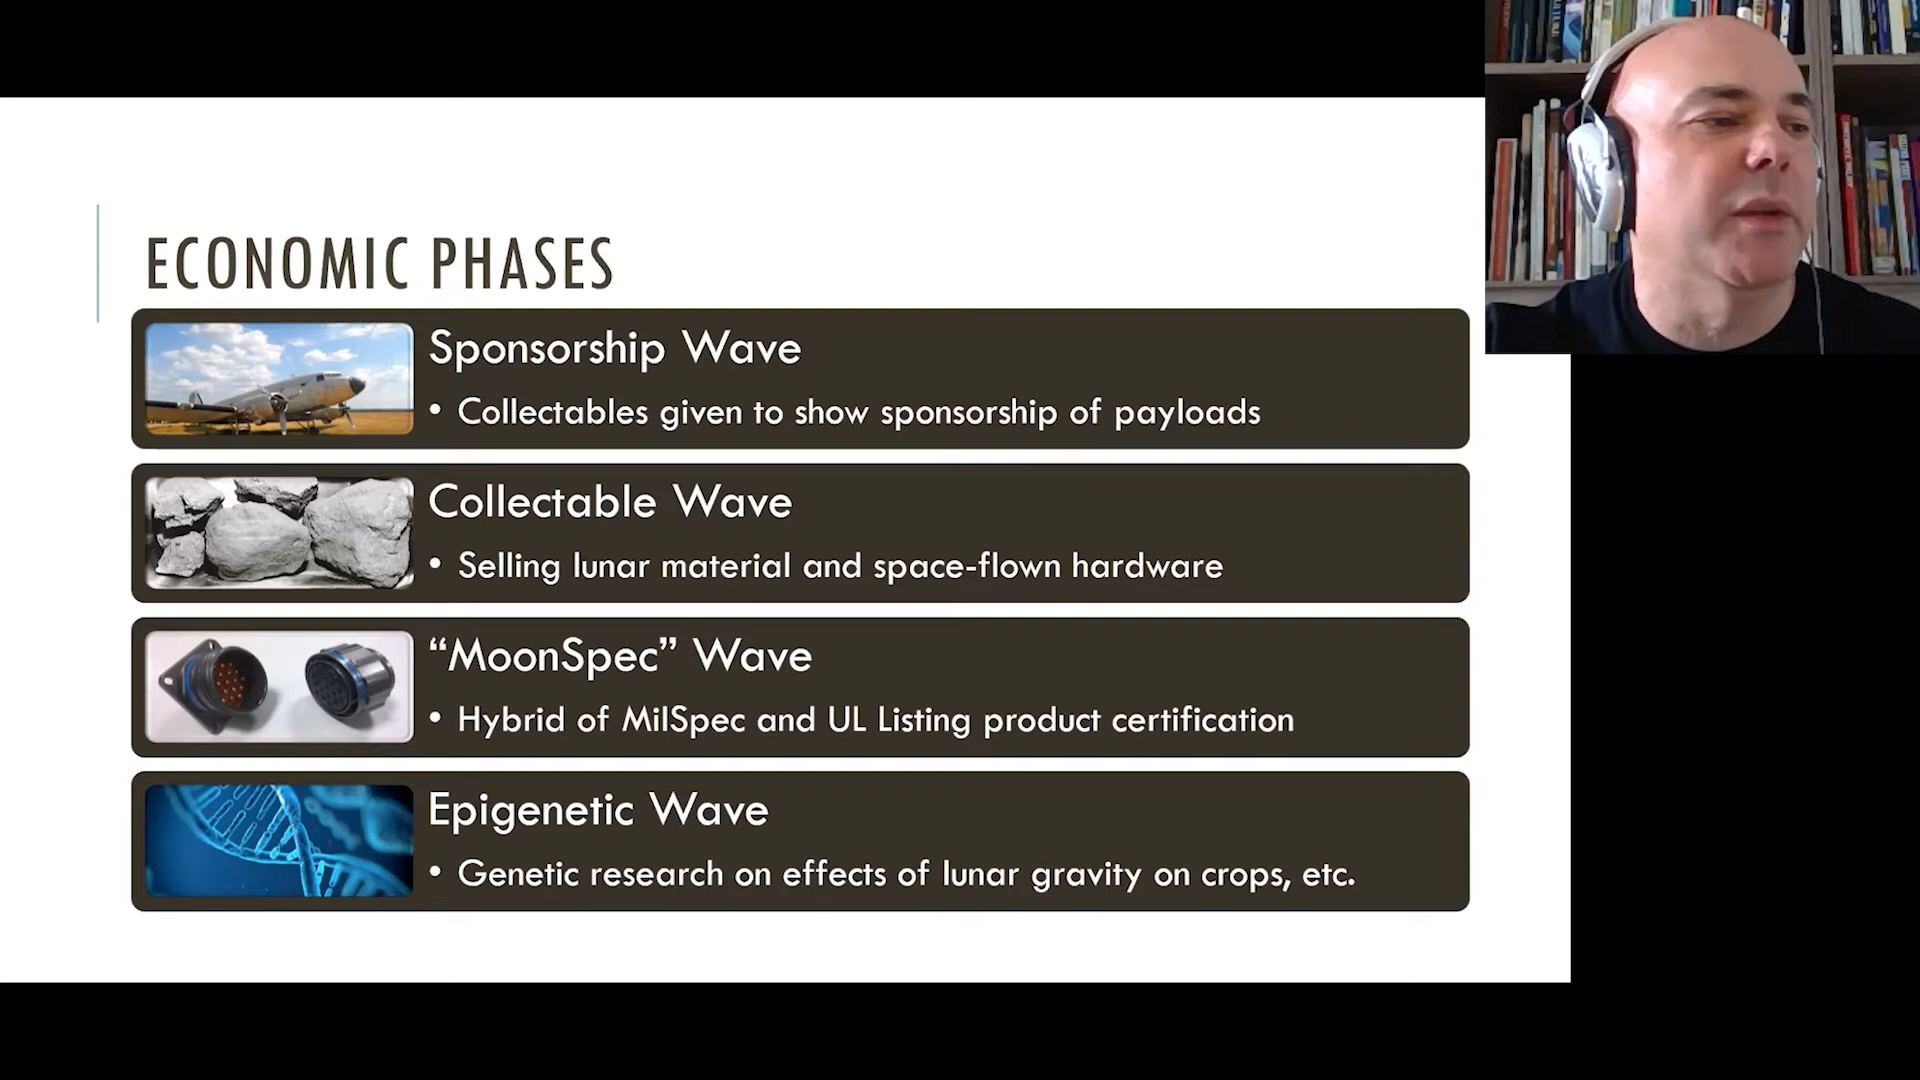 ECONOMIC PHASES
Sponsorship Wave
• Collectables given to show sponsorship of payloads
Collectable Wave
• Selling lunar material and space-flown hardware
“MoonSpec” Wave
• Hybrid of MilSpec and UL Listing product certification
Epigenetic Wave
• Genetic research on effects of lunar gravity on crops, etc.